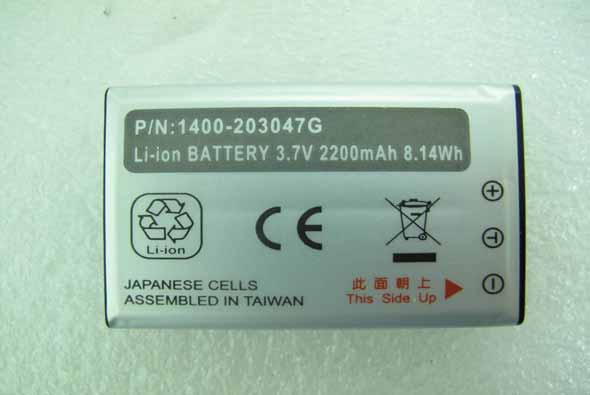 P/N:1400-203047G
Li-ion BATTERY 3.7V 2200mAh 8.14Wh
+
T
−
Li-ion
CE
JAPANESE CELLS
ASSEMBLED IN TAIWAN
此面朝上
This Side Up